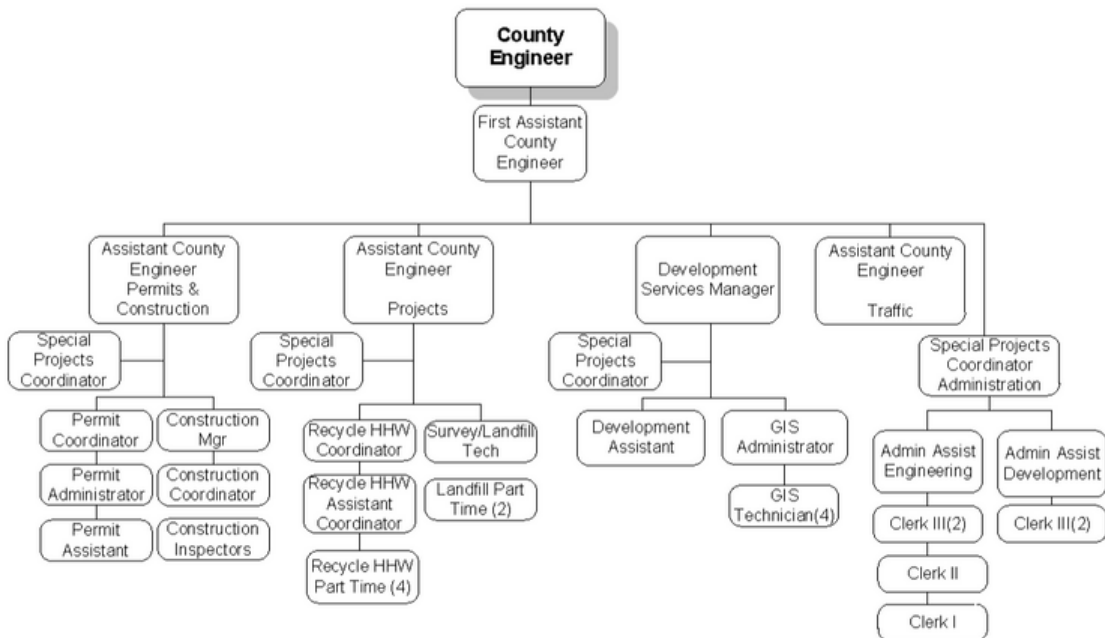 County
Engineer
First Assistant
County
Engineer
Assistant County
Engineer
Permits &
Construction
Assistant County
Engineer
Projects
Development
Services Manager
Assistant County
Engineer
Traffic
Special
Projects
Coordinator
Special
Projects
Coordinator
Special
Projects
Coordinator
Special Projects
Coordinator
Administration
Permit
Coordinator
Construction
Mgr
Recycle HHW
Coordinator
Survey/Landfill
Tech
Development
Assistant
GIS
Administrator
Admin Assist
Engineering
Admin Assist
Development
Permit
Administrator
Construction
Coordinator
Recycle HHW
Assistant
Coordinator
Landfill Part
Time (2)
GIS
Technician(4)
Permit
Assistant
Construction
Inspectors
Clerk III(2)
Clerk III(2)
Recycle HHW
Part Time (4)
Clerk II
Clerk I